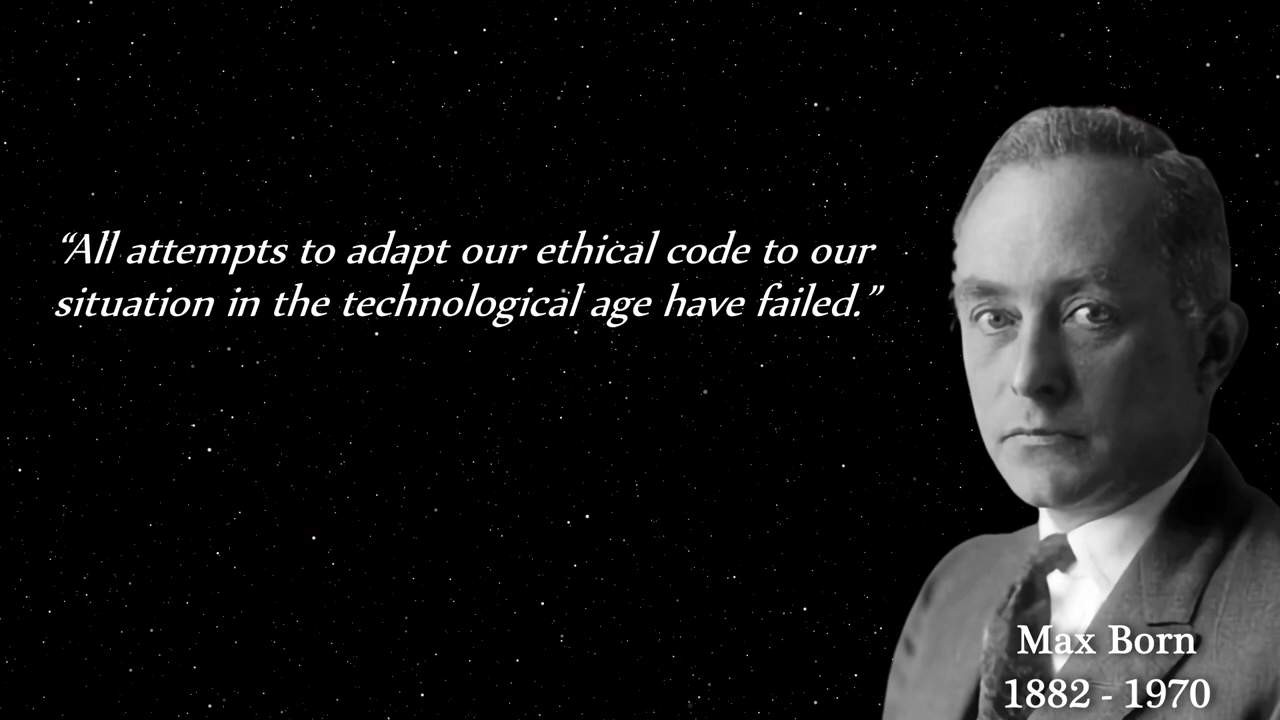 “All attempts to adapt our ethical code to our
situation in the technological age have failed.”
Max Born
1882 - 1970